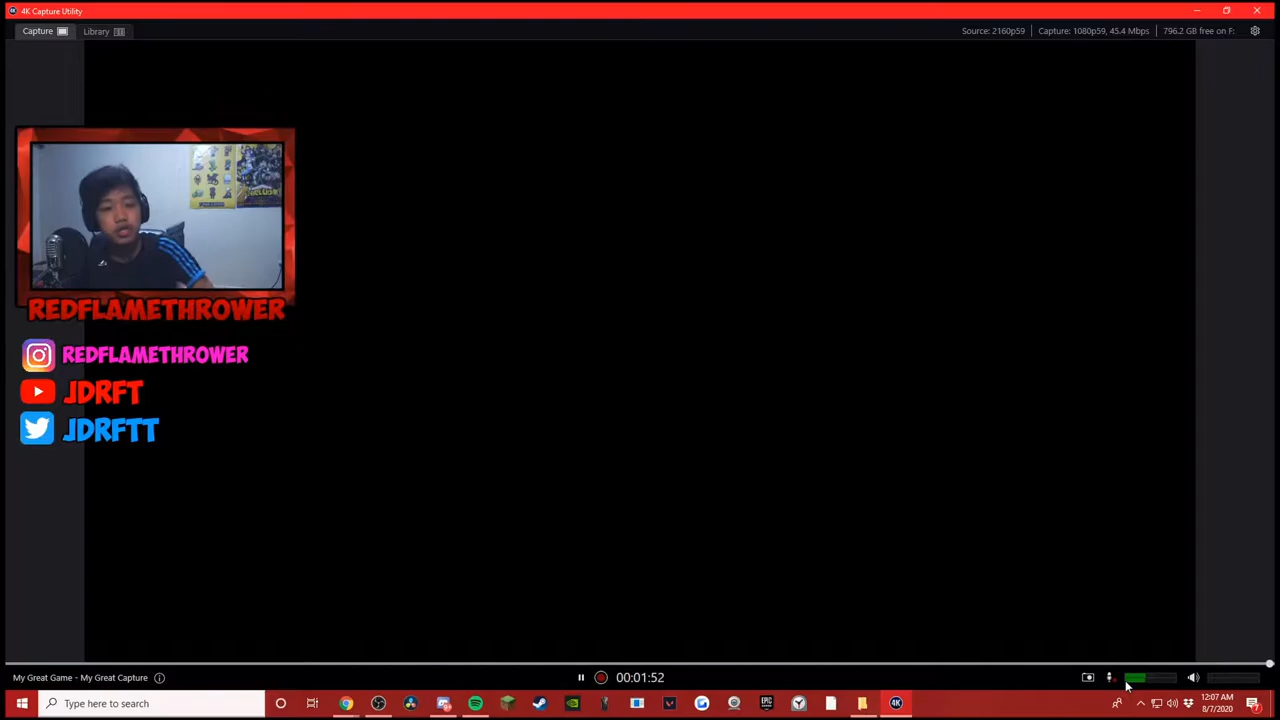 4K Capture Utility
Capture
Library
Source: 2160p59
Capture: 1080p59, 45.4 Mbps
796.2 GB free on F:
REDFLAMETHROWER
REDFLAMETHROWER
JDRFT
JDRFTT
My Great Game - My Great Capture
00:01:52
Type here to search
EPIC
4K
12:07 AM
8/7/2020